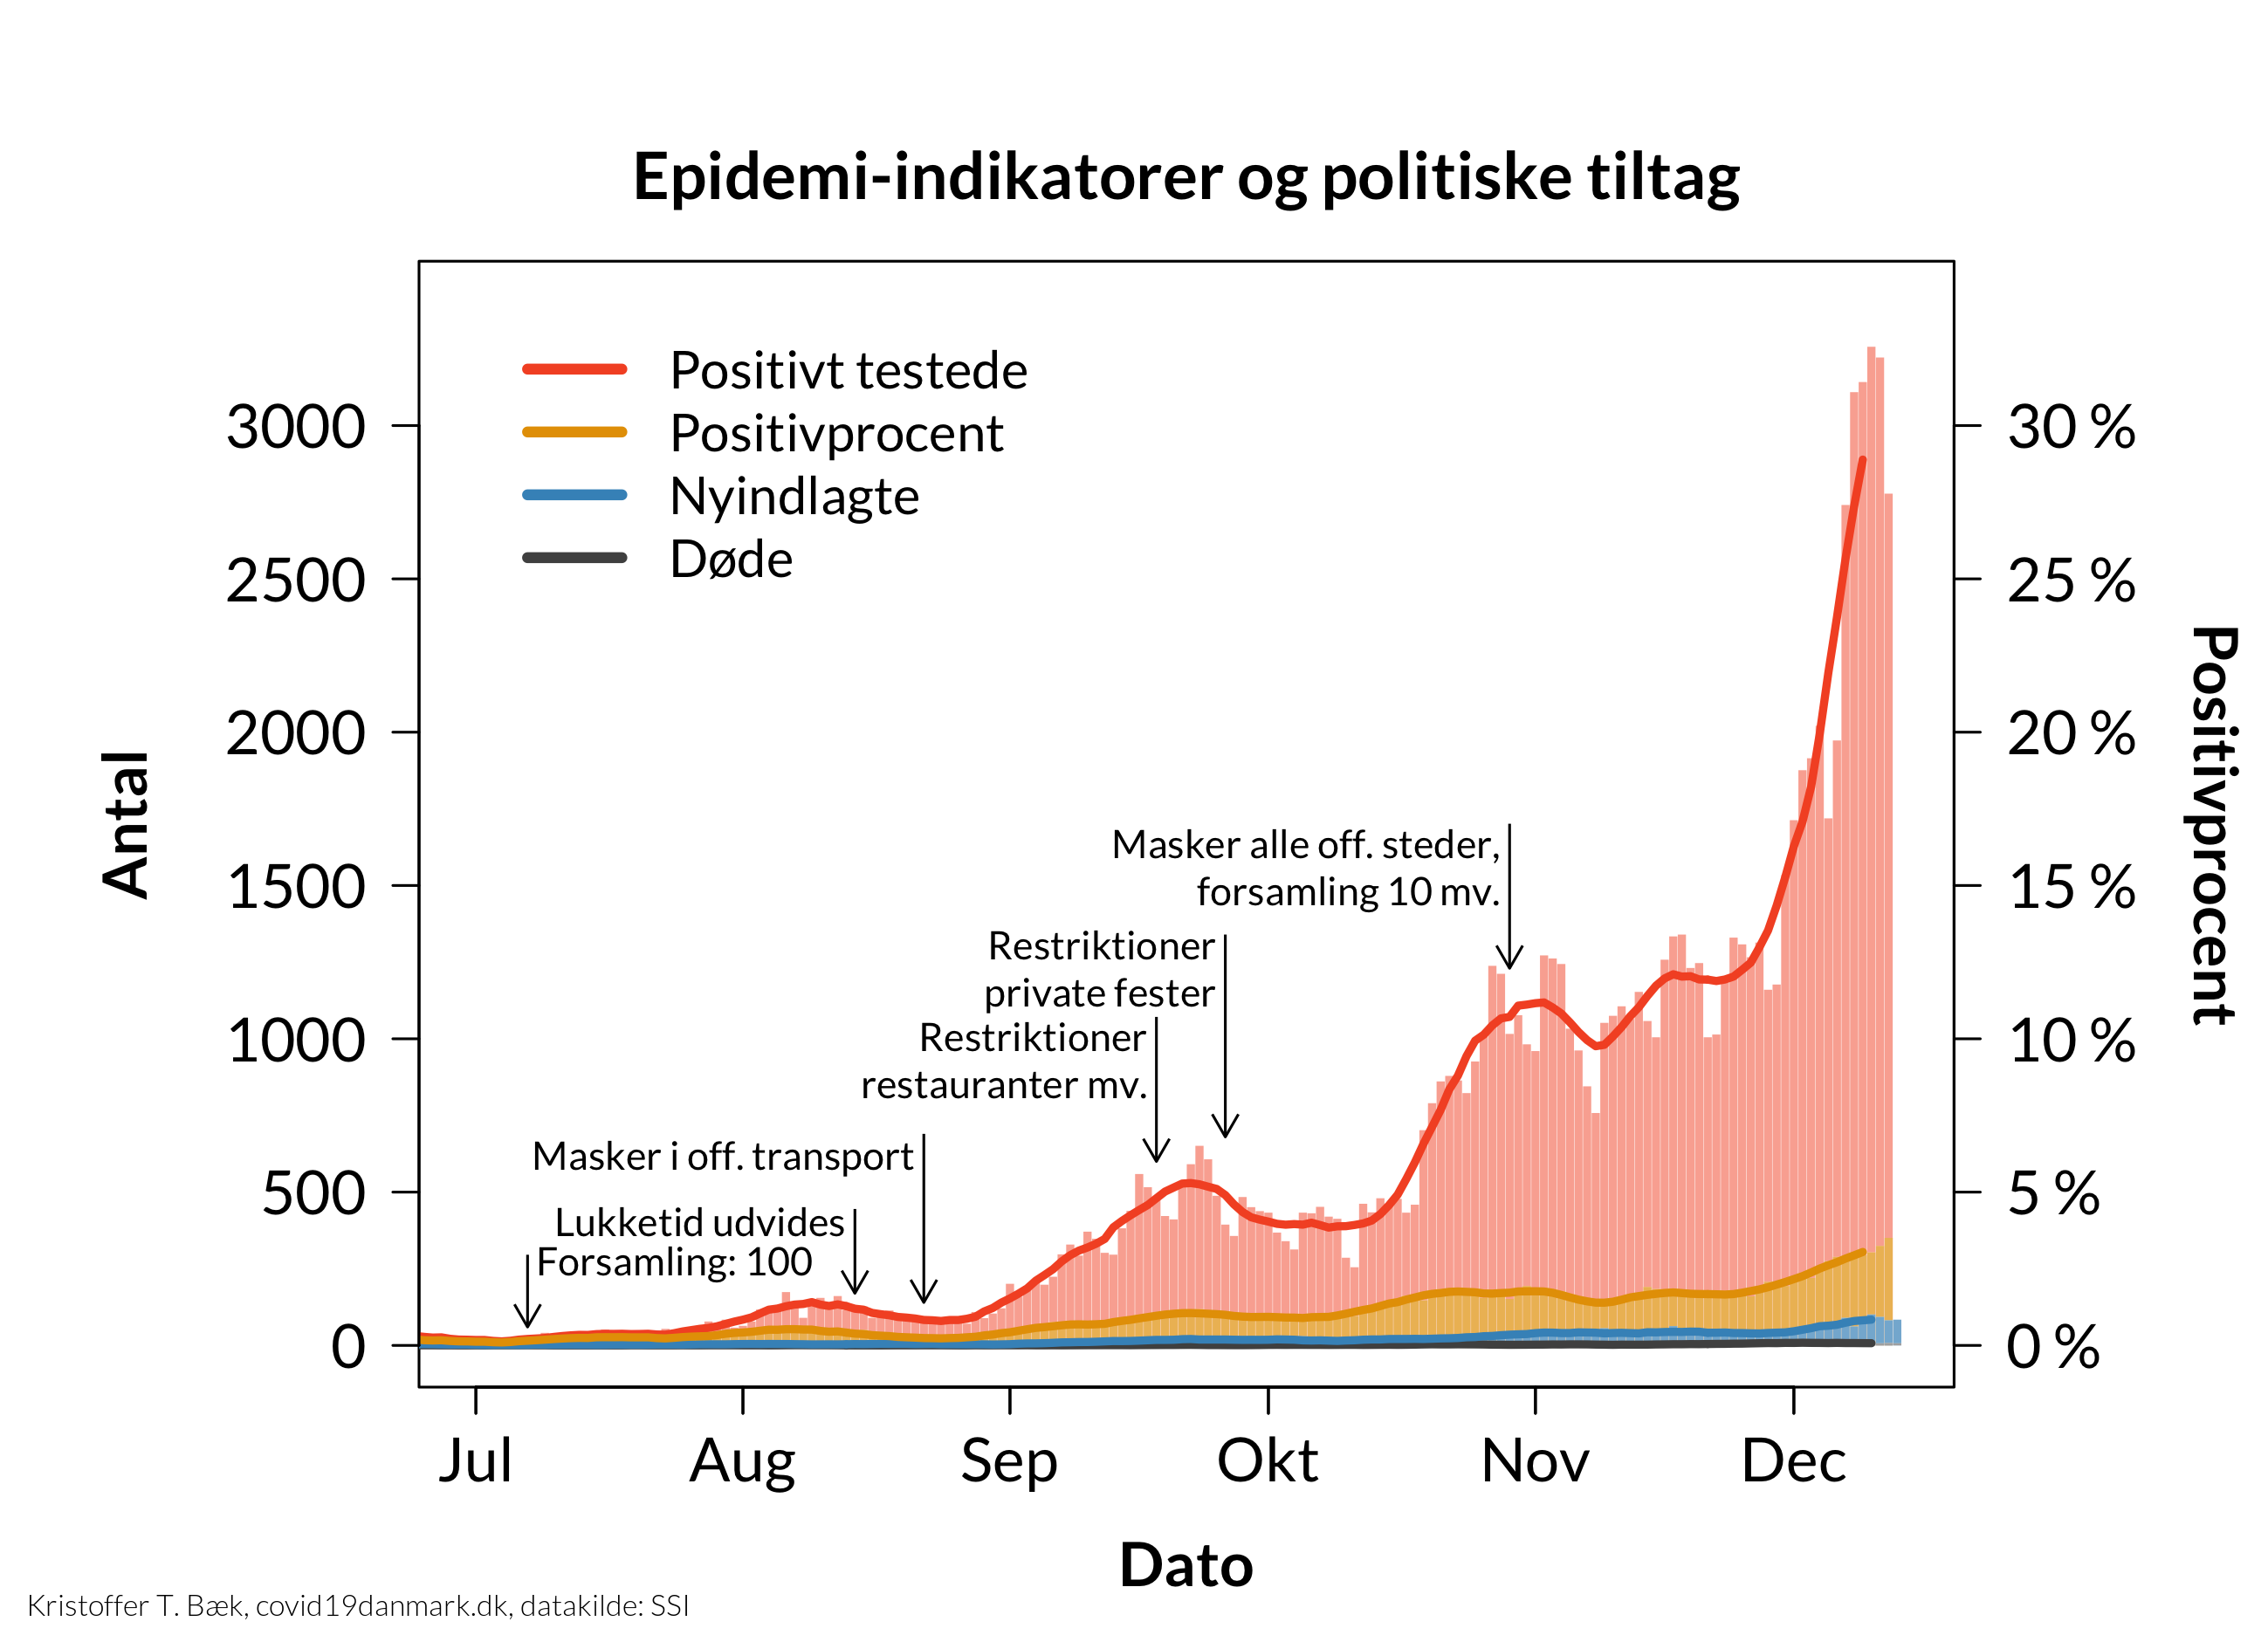 Epidemi-indikatorer og politiske tiltag
Positivt testede
Positivprocent
Nyindlagte
Døde
3000
2500
2000
1500
1000
500
0
Antal
30 %
25 %
20 %
15 %
10 %
5 %
0 %
Positivprocent
Masker alle off. steder,
forsamling 10 mv.
Restriktioner
private fester
Restriktioner
restauranter mv.
Masker i off. transport
Lukketid udvides
Forsamling: 100
Jul
Aug
Sep
Okt
Nov
Dec
Dato
Kristoffer T. Bæk, covid19danmark.dk, datakilde: SSI